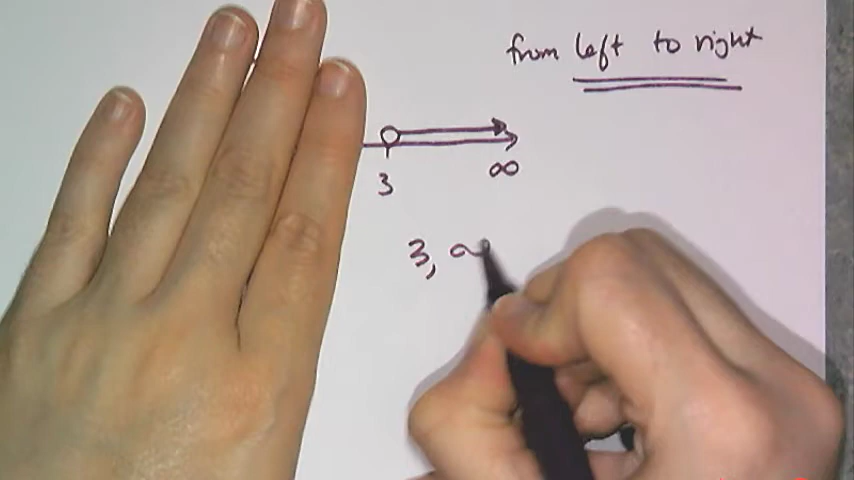 from left to right
3 ∞
3, ∞